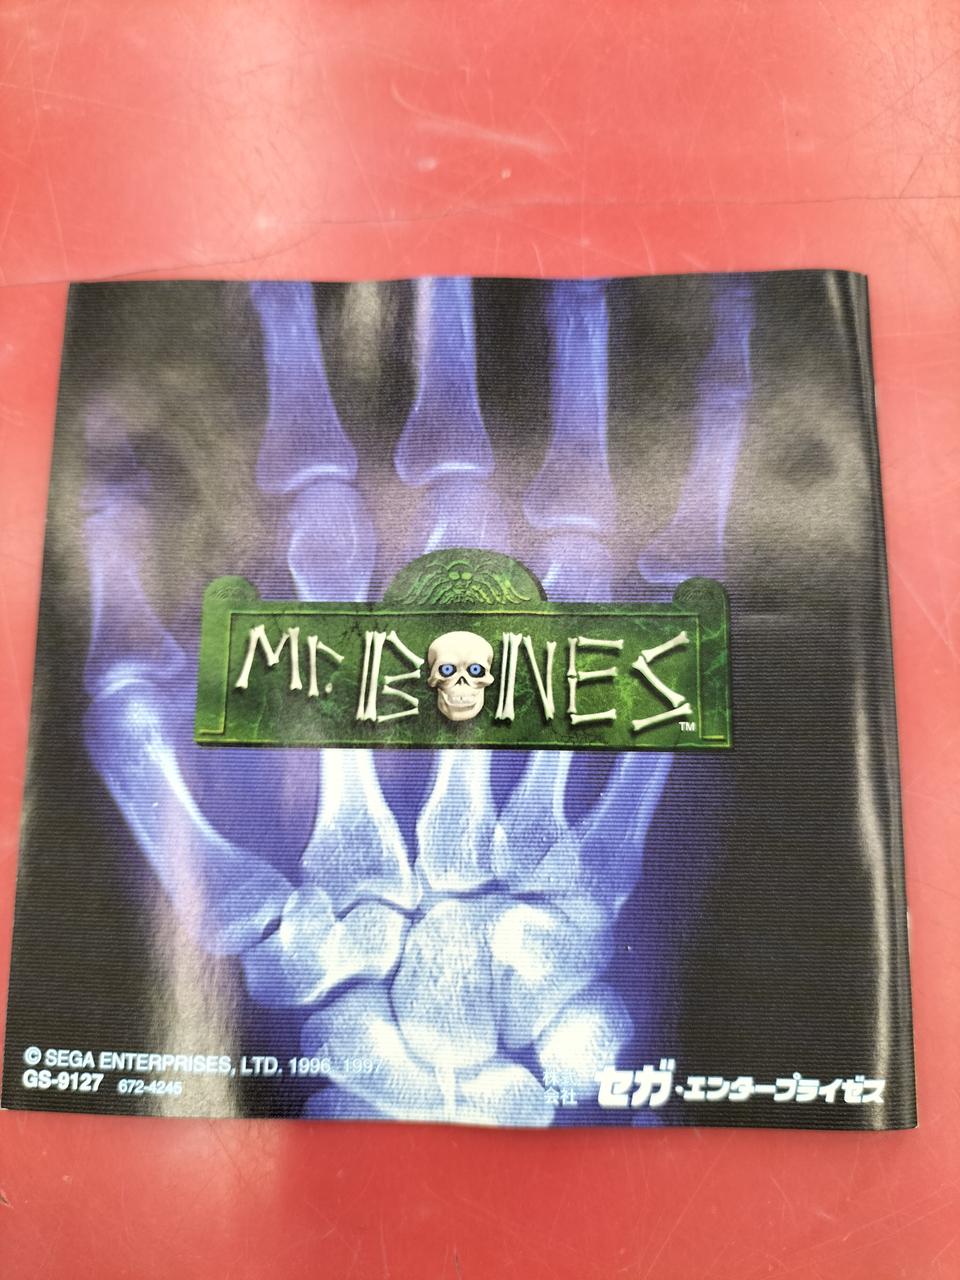 Mr. BONES
TM
© SEGA ENTERPRISES, LTD. 1996, 1997
GS-9127 672-4245
株式会社 セガ・エンタープライゼス